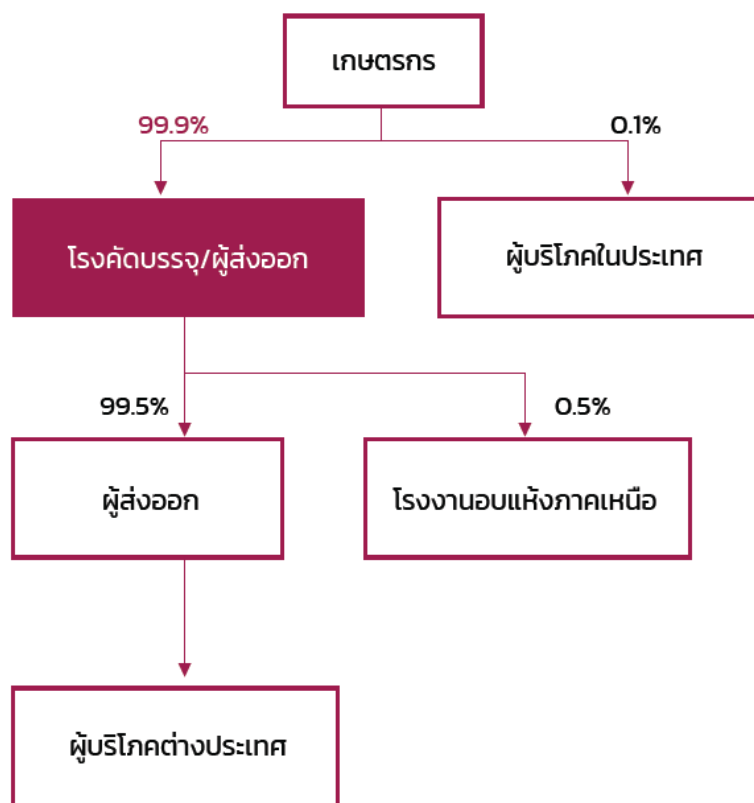 เกษตรกร
99.9%
0.1%
โรงคัดบรรจุ/ผู้ส่งออก
ผู้บริโภคในประเทศ
99.5%
0.5%
ผู้ส่งออก
โรงงานอบแห้งภาคเหนือ
ผู้บริโภคต่างประเทศ